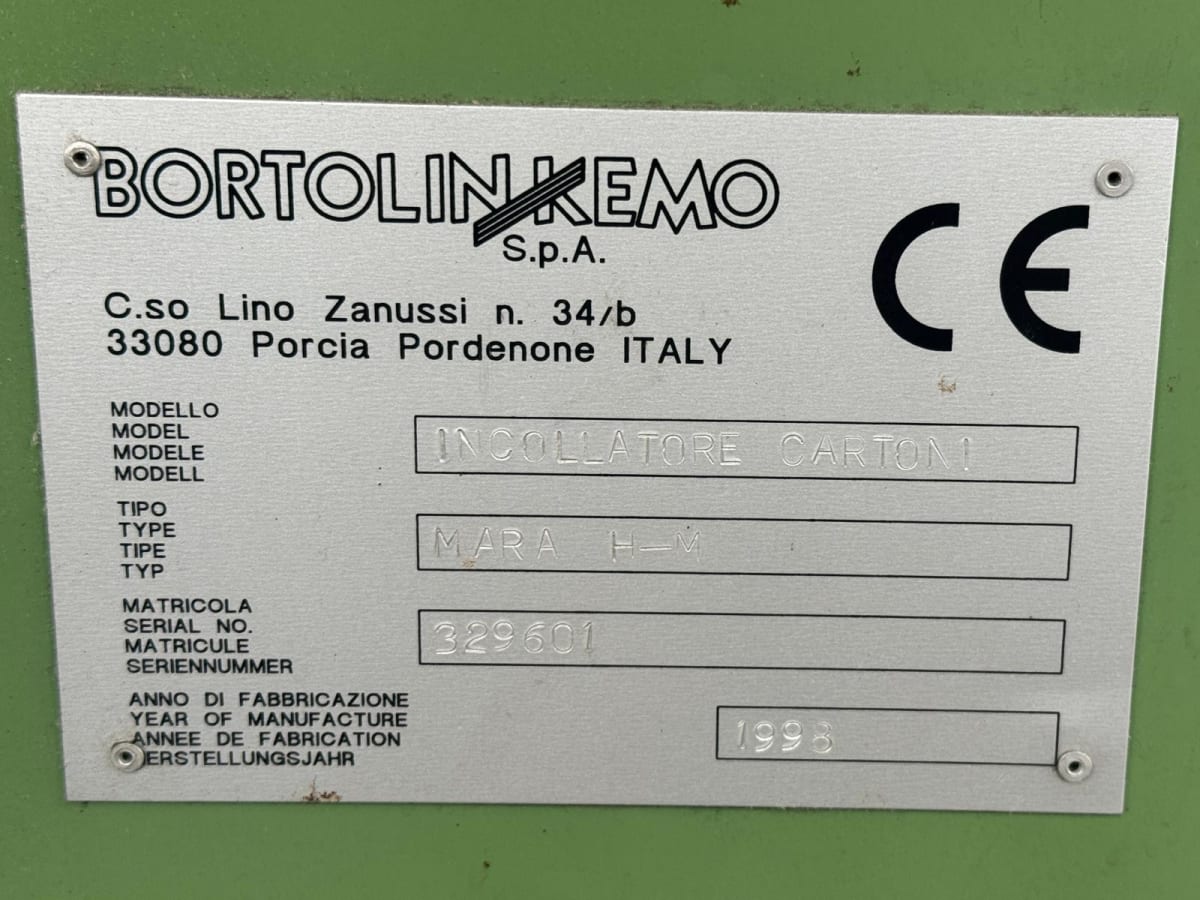 BORTOLIN KEMO
S.p.A.
CE
C.so Lino Zanussi n. 34/b
33080 Porcia Pordenone ITALY
MODELLO
MODEL
MODELE
MODELL
INCOLLATORE CARTONI
TIPO
TYPE
TIPE
TYP
MARA H-M
MATRICOLA
SERIAL NO.
MATRICULE
SERIENNUMMER
329601
ANNO DI FABBRICAZIONE
YEAR OF MANUFACTURE
ANNEE DE FABRICATION
HERSTELLUNGSJAHR
1998